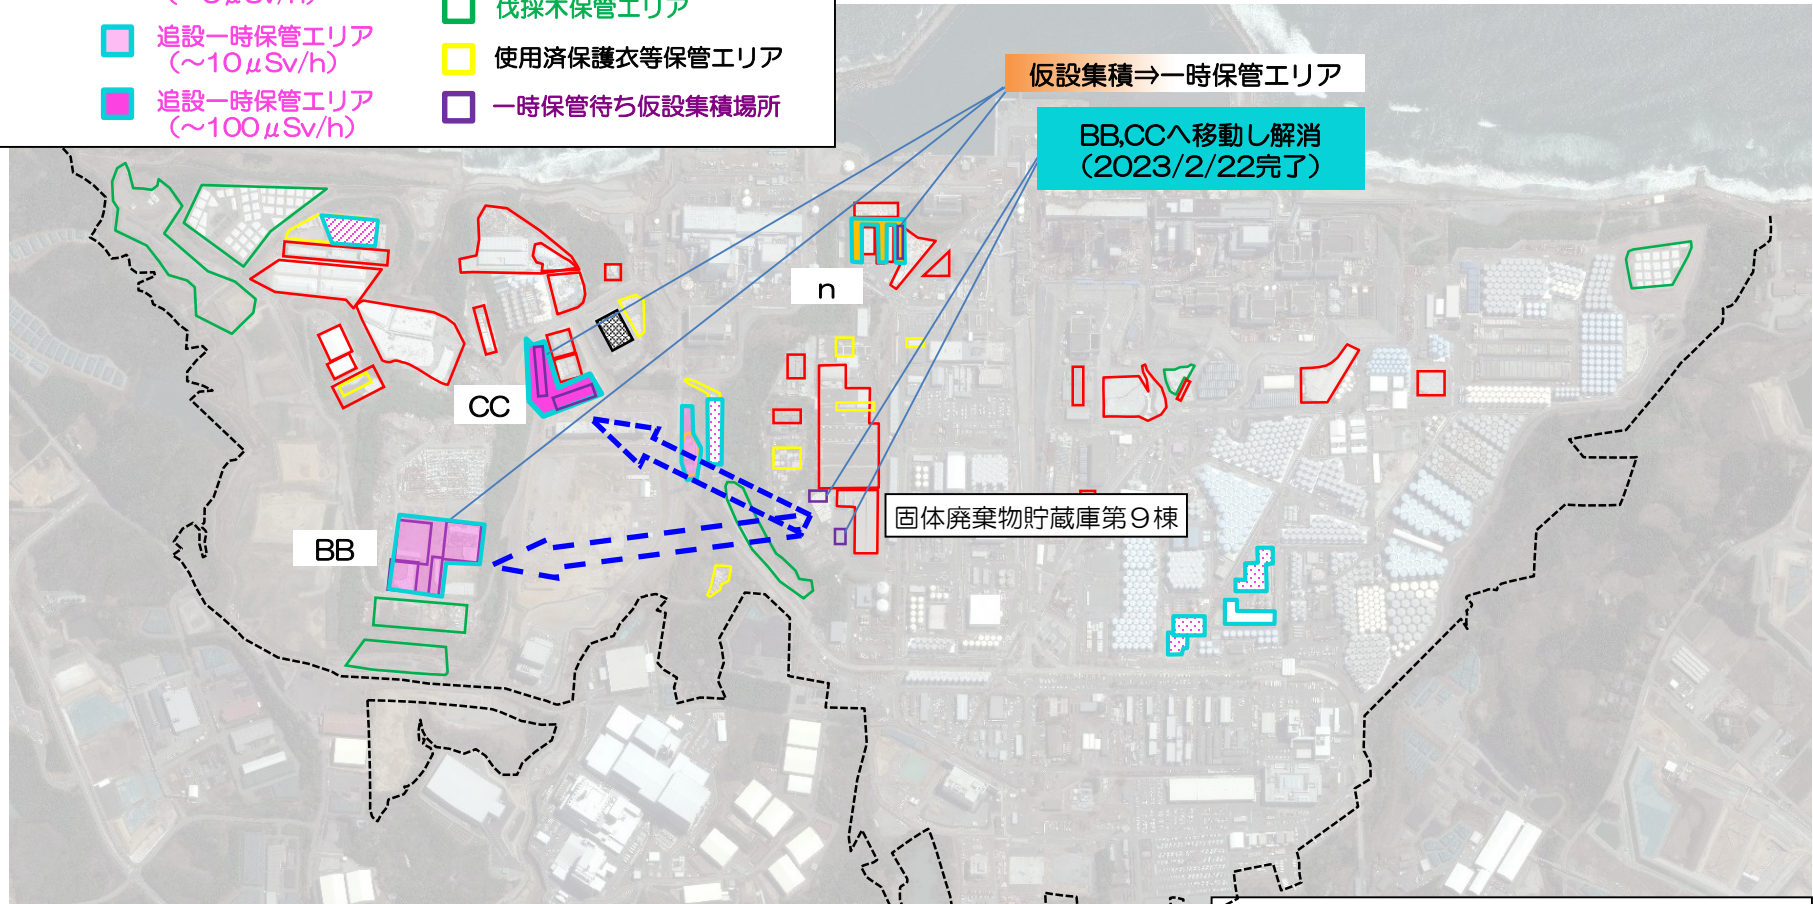 追設一時保管エリア
(～10μSv/h)
追設一時保管エリア
(～100μSv/h)
伐採木保管エリア
使用済保護衣等保管エリア
一時保管待ち仮設集積場所
仮設集積⇒一時保管エリア
BB,CCへ移動し解消
(2023/2/22完了)
n
CC
BB
固体廃棄物貯蔵庫第９棟